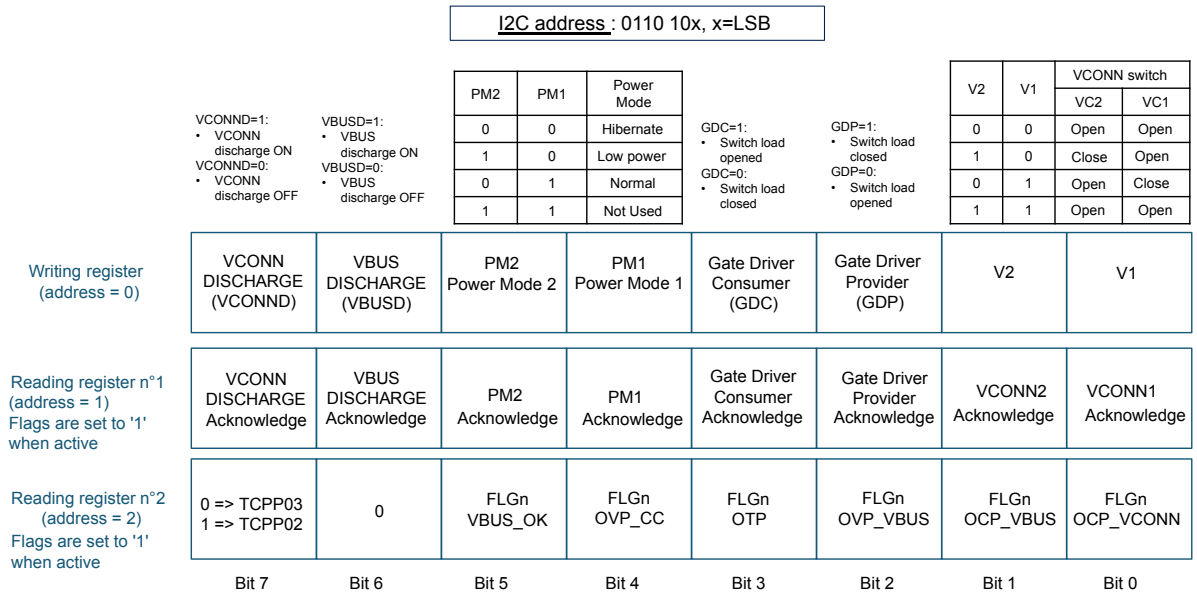 I2C address : 0110 10x, x=LSB
VCONND=1:
• VCONN
discharge ON
VCONND=0:
• VCONN
discharge OFF
VBUSD=1:
• VBUS
discharge ON
VBUSD=0:
• VBUS
discharge OFF
PM2 PM1 Power
Mode
0 0 Hibernate
1 0 Low power
0 1 Normal
1 1 Not Used
GDC=1:
• Switch load
opened
GDC=0:
• Switch load
closed
GDP=1:
• Switch load
closed
GDP=0:
• Switch load
opened
V2 V1 VCONN switch
VC2 VC1
0 0 Open Open
1 0 Close Open
0 1 Open Close
1 1 Open Open
Writing register
(address = 0)
VCONN
DISCHARGE
(VCONND)
VBUS
DISCHARGE
(VBUSD)
PM2
Power Mode 2
PM1
Power Mode 1
Gate Driver
Consumer
(GDC)
Gate Driver
Provider
(GDP)
V2
V1
Reading register n°1
(address = 1)
Flags are set to '1'
when active
VCONN
DISCHARGE
Acknowledge
VBUS
DISCHARGE
Acknowledge
PM2
Acknowledge
PM1
Acknowledge
Gate Driver
Consumer
Acknowledge
Gate Driver
Provider
Acknowledge
VCONN2
Acknowledge
VCONN1
Acknowledge
Reading register n°2
(address = 2)
Flags are set to '1'
when active
0 => TCPP03
1 => TCPP02
0
FLGn
VBUS_OK
FLGn
OVP_CC
FLGn
OTP
FLGn
OVP_VBUS
FLGn
OCP_VBUS
FLGn
OCP_VCONN
Bit 7 Bit 6 Bit 5 Bit 4 Bit 3 Bit 2 Bit 1 Bit 0